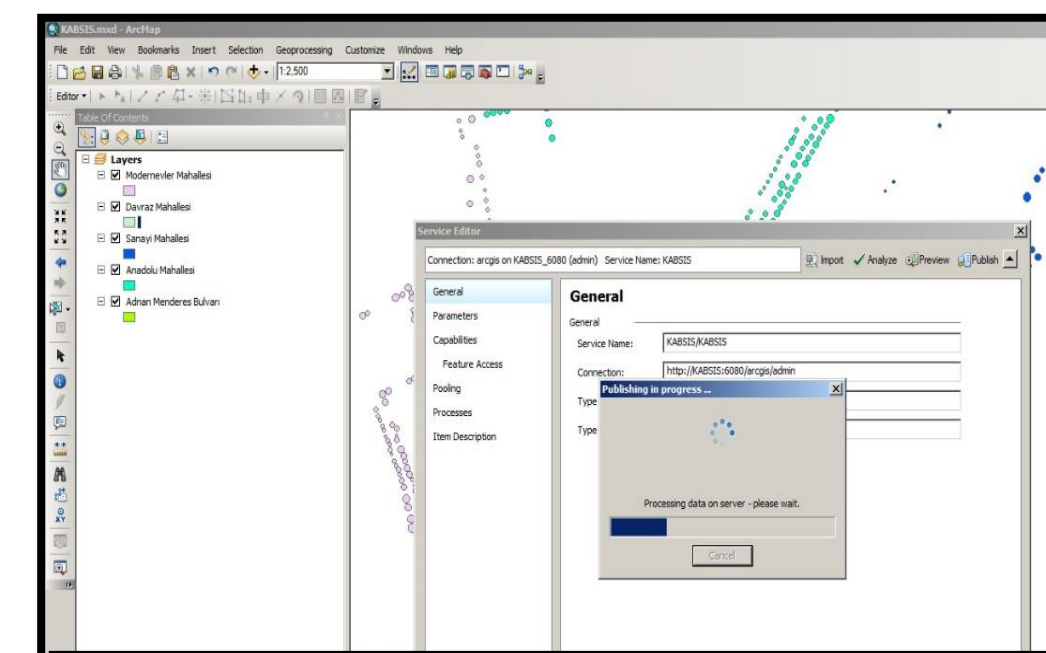 KABSIS.mxd - ArcMap
File Edit View Bookmarks Insert Selection Geoprocessing Customize Windows Help
1:2,500
Editor
Table Of Contents
Layers
Modernevler Mahallesi
Davraz Mahallesi
Sanayi Mahallesi
Anadolu Mahallesi
Adnan Menderes Bulvarı
Service Editor
Connection: arcgis on KABSIS_6080 (admin) Service Name: KABSIS
Import Analyze Preview Publish
General
Parameters
Capabilities
Feature Access
Pooling
Processes
Item Description
General
General
Service Name: KABSIS/KABSIS
Connection: http://KABSIS:6080/arcgis/admin
Type
Type
Publishing in progress ...
Processing data on server - please wait.
Cancel
XY